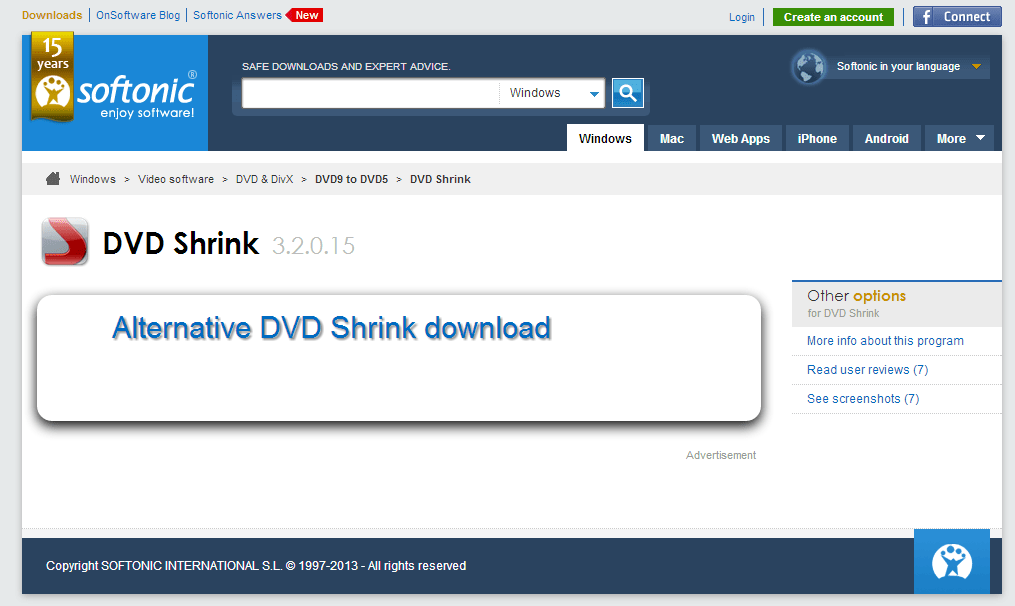 Downloads OnSoftware Blog Softonic Answers New Login Create an account f Connect
15
years
softonic®
enjoy software!
SAFE DOWNLOADS AND EXPERT ADVICE.
Windows
Softonic in your language
Windows Mac Web Apps iPhone Android More
Windows > Video software > DVD & DivX > DVD9 to DVD5 > DVD Shrink
DVD Shrink 3.2.0.15
Alternative DVD Shrink download
Other options
for DVD Shrink
More info about this program
Read user reviews (7)
See screenshots (7)
Advertisement
Copyright SOFTONIC INTERNATIONAL S.L. © 1997-2013 - All rights reserved